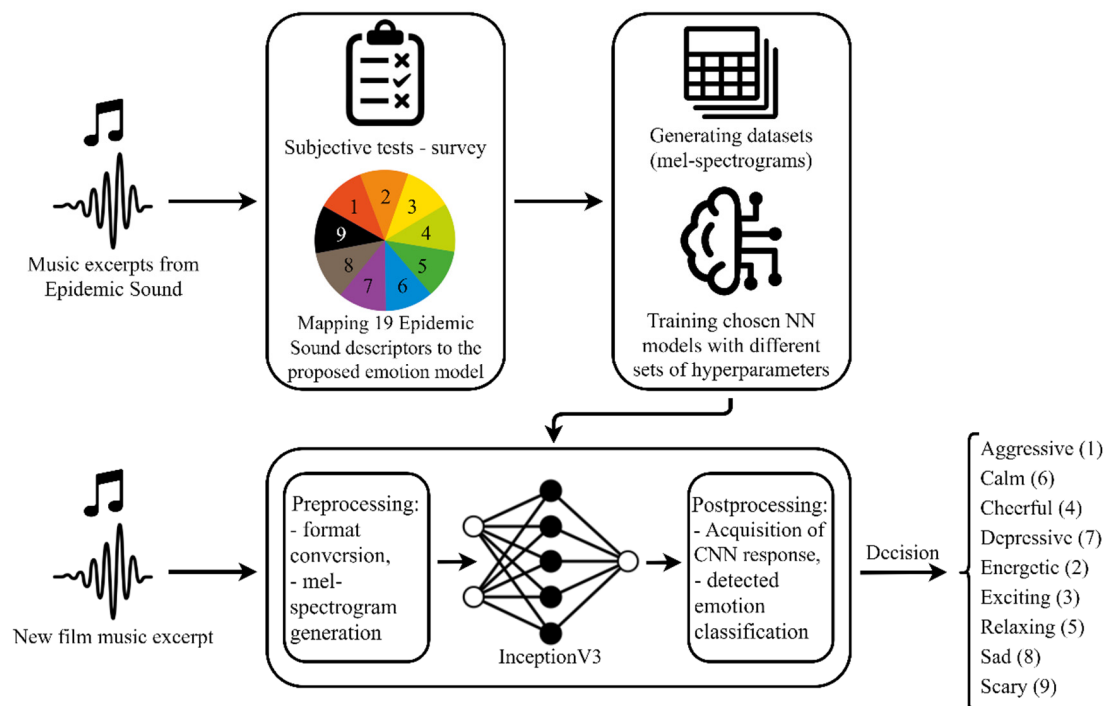 Music excerpts from
Epidemic Sound
Subjective tests - survey
1
2
3
4
5
6
7
8
9
Mapping 19 Epidemic
Sound descriptors to the
proposed emotion model
Generating datasets
(mel-spectrograms)
Training chosen NN
models with different
sets of hyperparameters
New film music excerpt
Preprocessing:
- format
conversion,
- mel-
spectrogram
generation
InceptionV3
Postprocessing:
- Acquisition of
CNN response,
- detected
emotion
classification
Decision
Aggressive (1)
Calm (6)
Cheerful (4)
Depressive (7)
Energetic (2)
Exciting (3)
Relaxing (5)
Sad (8)
Scary (9)